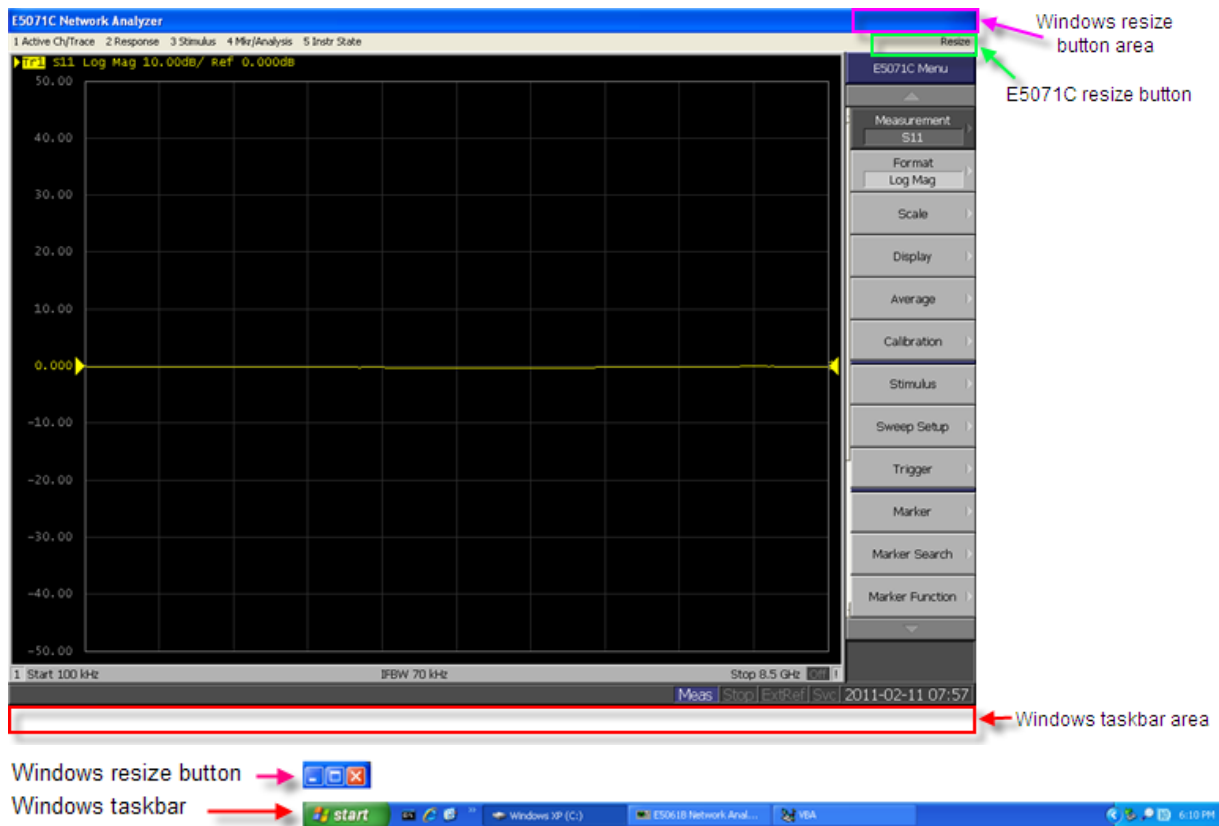 E5071C Network Analyzer
Windows resize button area
1 Active Ch/Trace 2 Response 3 Stimulus 4 Mkr/Analysis 5 Instr State
Resize
Tr1 S11 Log Mag 10.00dB/ Ref 0.000dB
E5071C Menu
E5071C resize button
50.00
40.00
30.00
20.00
10.00
0.000
-10.00
-20.00
-30.00
-40.00
-50.00
Measurement
S11
Format
Log Mag
Scale
Display
Average
Calibration
Stimulus
Sweep Setup
Trigger
Marker
Marker Search
Marker Function
1 Start 100 kHz
IFBW 70 kHz
Stop 8.5 GHz Off !
Meas Stop ExtRef Svc 2011-02-11 07:57
Windows taskbar area
Windows resize button
Windows taskbar
start
Windows XP (C:)
E5061B Network Anal...
VBA
6:10 PM